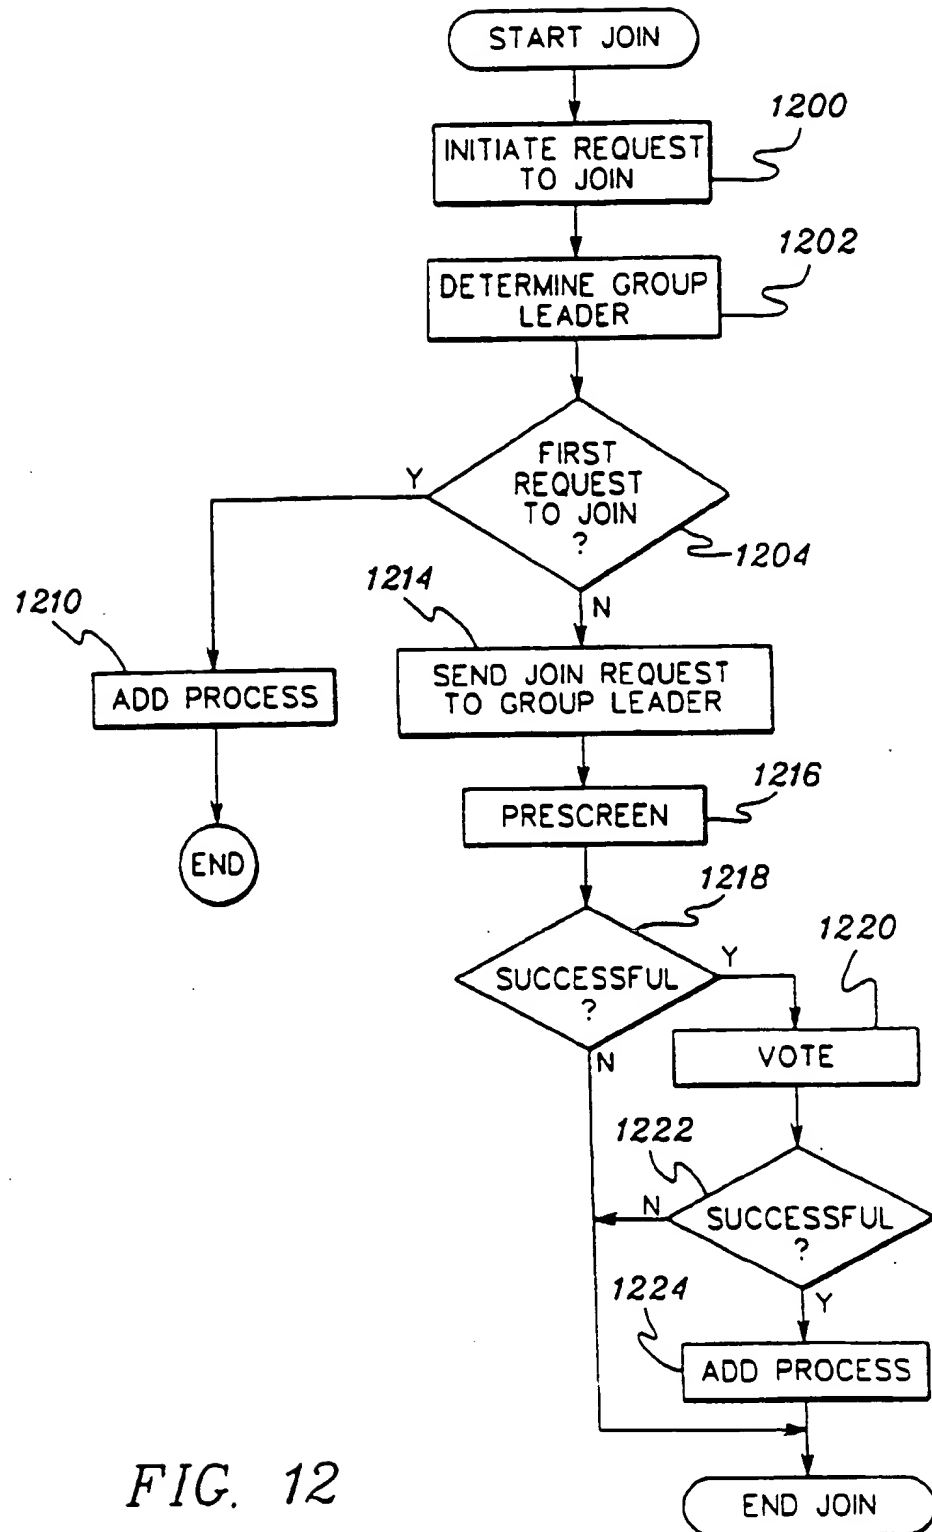 START JOIN
1200
INITIATE REQUEST
TO JOIN
1202
DETERMINE GROUP
LEADER
FIRST
REQUEST
TO JOIN
?
Y
1204
N
1210
ADD PROCESS
END
1214
SEND JOIN REQUEST
TO GROUP LEADER
1216
PRESCREEN
1218
SUCCESSFUL
?
Y
N
1220
VOTE
1222
N
SUCCESSFUL
?
Y
1224
ADD PROCESS
END JOIN
FIG. 12